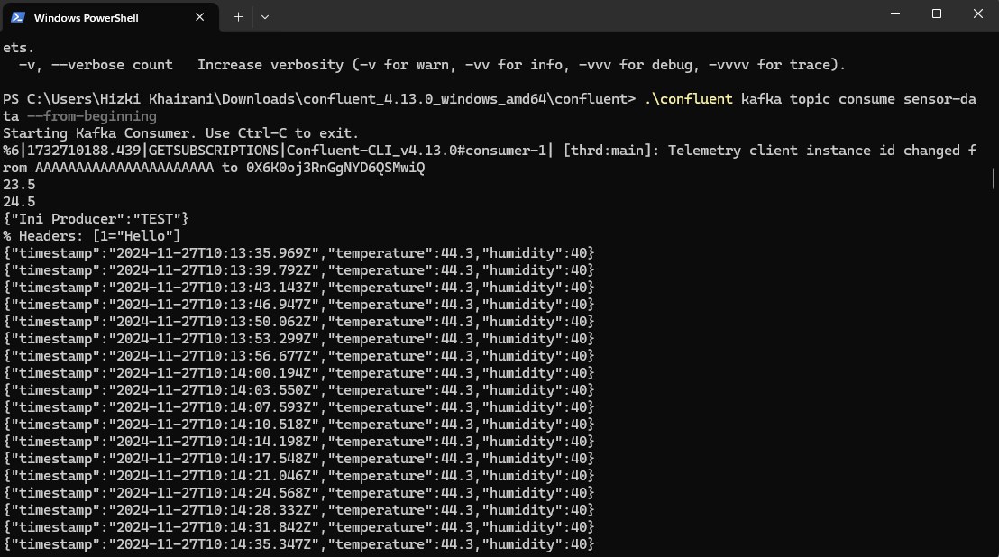 Windows PowerShell
ets.
  -v, --verbose count   Increase verbosity (-v for warn, -vv for info, -vvv for debug, -vvvv for trace).
PS C:\Users\Hizki Khairani\Downloads\confluent_4.13.0_windows_amd64\confluent> .\confluent kafka topic consume sensor-da
ta --from-beginning
Starting Kafka Consumer. Use Ctrl-C to exit.
%6|1732710188.439|GETSUBSCRIPTIONS|Confluent-CLI_v4.13.0#consumer-1| [thrd:main]: Telemetry client instance id changed f
rom AAAAAAAAAAAAAAAAAAAAAA to 0X6K0oj3RnGgNYD6QSMwiQ
23.5
24.5
{"Ini Producer":"TEST"}
% Headers: [1="Hello"]
{"timestamp":"2024-11-27T10:13:35.969Z","temperature":44.3,"humidity":40}
{"timestamp":"2024-11-27T10:13:39.792Z","temperature":44.3,"humidity":40}
{"timestamp":"2024-11-27T10:13:43.143Z","temperature":44.3,"humidity":40}
{"timestamp":"2024-11-27T10:13:46.947Z","temperature":44.3,"humidity":40}
{"timestamp":"2024-11-27T10:13:50.062Z","temperature":44.3,"humidity":40}
{"timestamp":"2024-11-27T10:13:53.299Z","temperature":44.3,"humidity":40}
{"timestamp":"2024-11-27T10:13:56.677Z","temperature":44.3,"humidity":40}
{"timestamp":"2024-11-27T10:14:00.194Z","temperature":44.3,"humidity":40}
{"timestamp":"2024-11-27T10:14:03.550Z","temperature":44.3,"humidity":40}
{"timestamp":"2024-11-27T10:14:07.593Z","temperature":44.3,"humidity":40}
{"timestamp":"2024-11-27T10:14:10.518Z","temperature":44.3,"humidity":40}
{"timestamp":"2024-11-27T10:14:14.198Z","temperature":44.3,"humidity":40}
{"timestamp":"2024-11-27T10:14:17.548Z","temperature":44.3,"humidity":40}
{"timestamp":"2024-11-27T10:14:21.046Z","temperature":44.3,"humidity":40}
{"timestamp":"2024-11-27T10:14:24.568Z","temperature":44.3,"humidity":40}
{"timestamp":"2024-11-27T10:14:28.332Z","temperature":44.3,"humidity":40}
{"timestamp":"2024-11-27T10:14:31.842Z","temperature":44.3,"humidity":40}
{"timestamp":"2024-11-27T10:14:35.347Z","temperature":44.3,"humidity":40}